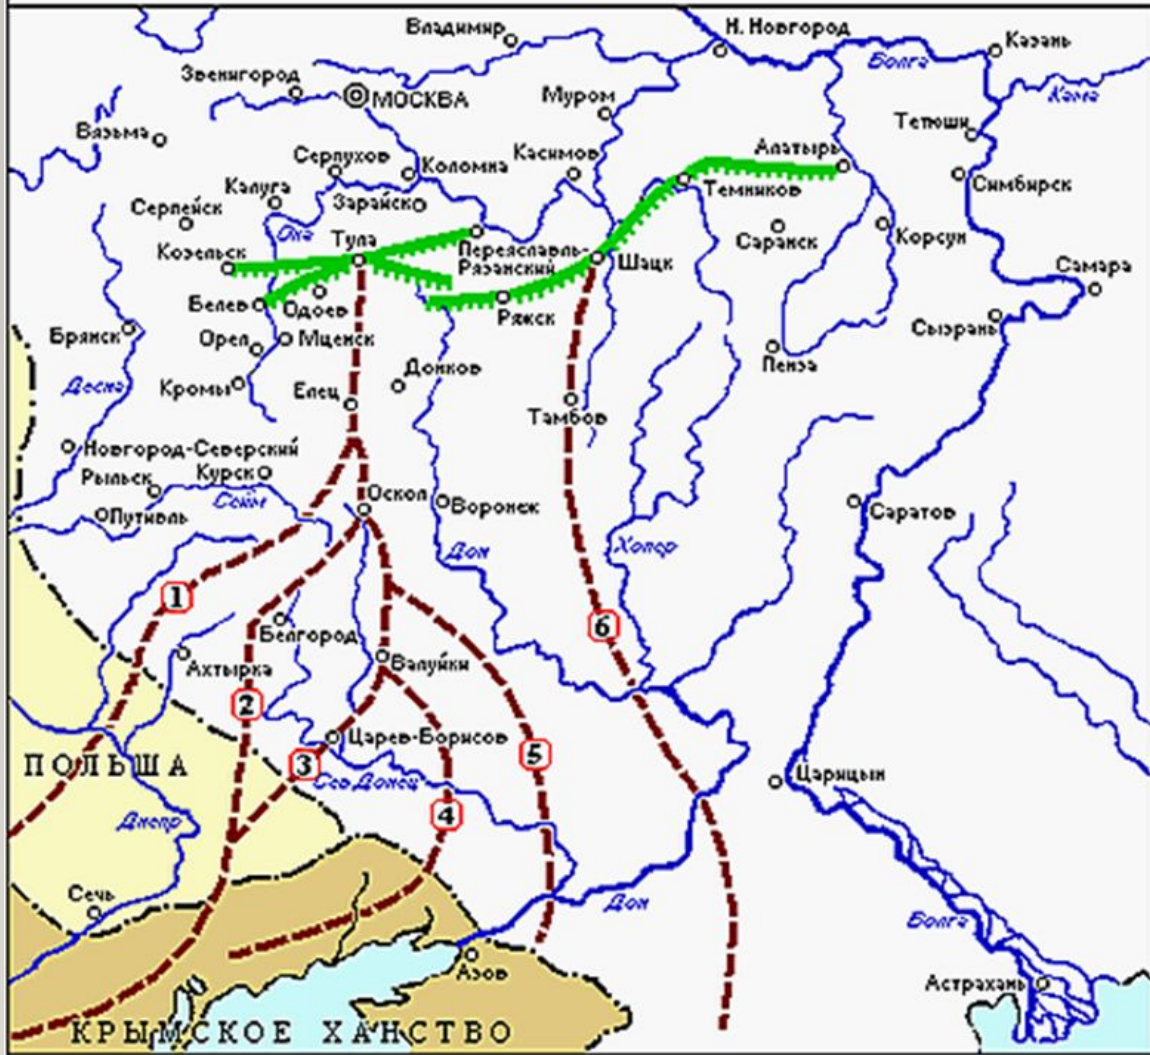 Владимир
Н. Новгород
Казань
Волга
Кама
Звенигород
МОСКВА
Муром
Тетюши
Вязьма
Серпухов
Коломна
Касимов
Алатырь
Темников
Симбирск
Калуга
Зарайск
Серпейск
Ока
Тула
Переяславль-
Рязанский
Козельск
Шацк
Саранск
Корсун
Самара
Белев
Одоев
Ряжск
Сызрань
Брянск
Орел
Мценск
Пенза
Десна
Кромы
Донков
Елец
Тамбов
Новгород-Северский
Рыльск
Курск
Сейм
Оскол
Воронеж
Саратов
Путивль
Дон
Хопер
1
6
Белгород
Ахтырка
Валуйки
2
Царев-Борисов
5
3
Сев Донец
ПОЛЬША
Царицын
4
Днепр
Сечь
Дон
Волга
Азов
Астрахань
КРЫМСКОЕ ХАНСТВО